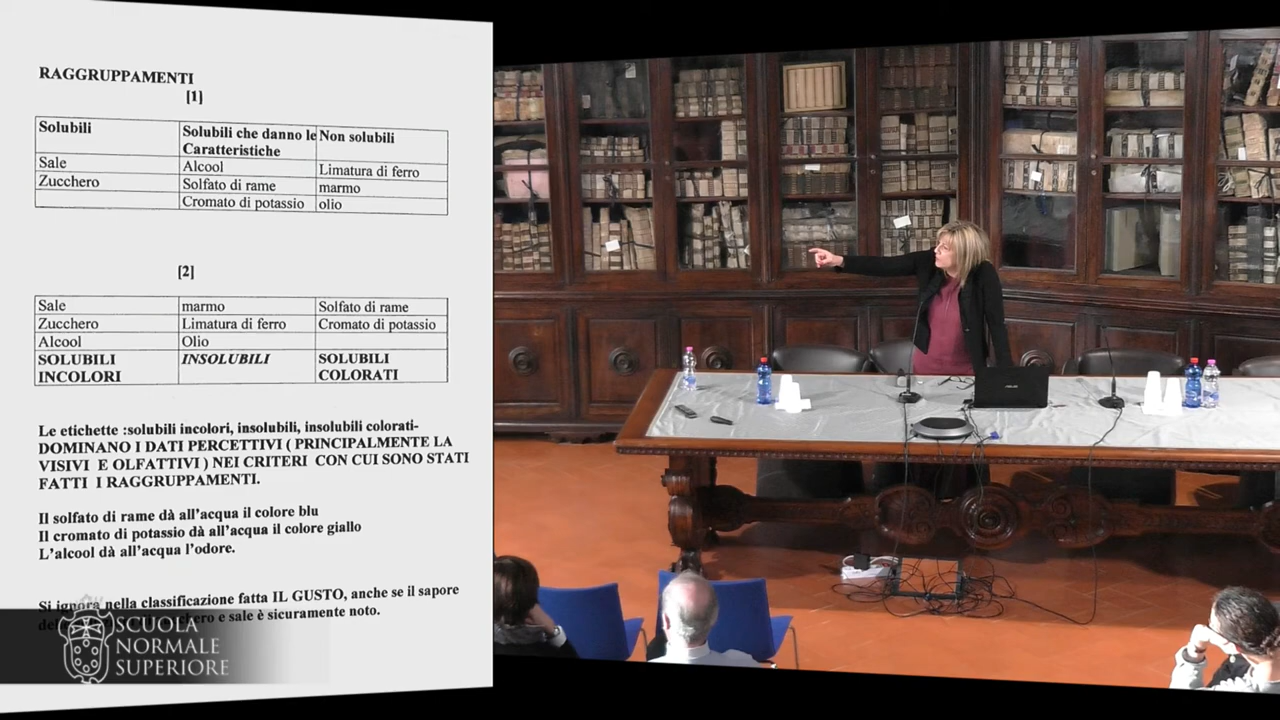 RAGGRUPPAMENTI
[1]
Solubili Solubili che danno le Caratteristiche Non solubili
Sale Alcool Limatura di ferro
Zucchero Solfato di rame marmo
Cromato di potassio olio
[2]
Sale marmo Solfato di rame
Zucchero Limatura di ferro Cromato di potassio
Alcool Olio
SOLUBILI INCOLORI INSOLUBILI SOLUBILI COLORATI
Le etichette :solubili incolori, insolubili, insolubili colorati-
DOMINANO I DATI PERCETTIVI ( PRINCIPALMENTE LA
VISIVI E OLFATTIVI ) NEI CRITERI CON CUI SONO STATI
FATTI I RAGGRUPPAMENTI.
Il solfato di rame dà all'acqua il colore blu
Il cromato di potassio dà all'acqua il colore giallo
L'alcool dà all'acqua l'odore.
Si ignora nella classificazione fatta IL GUSTO, anche se il sapore
e sale è sicuramente noto.
SCUOLA
NORMALE
SUPERIORE